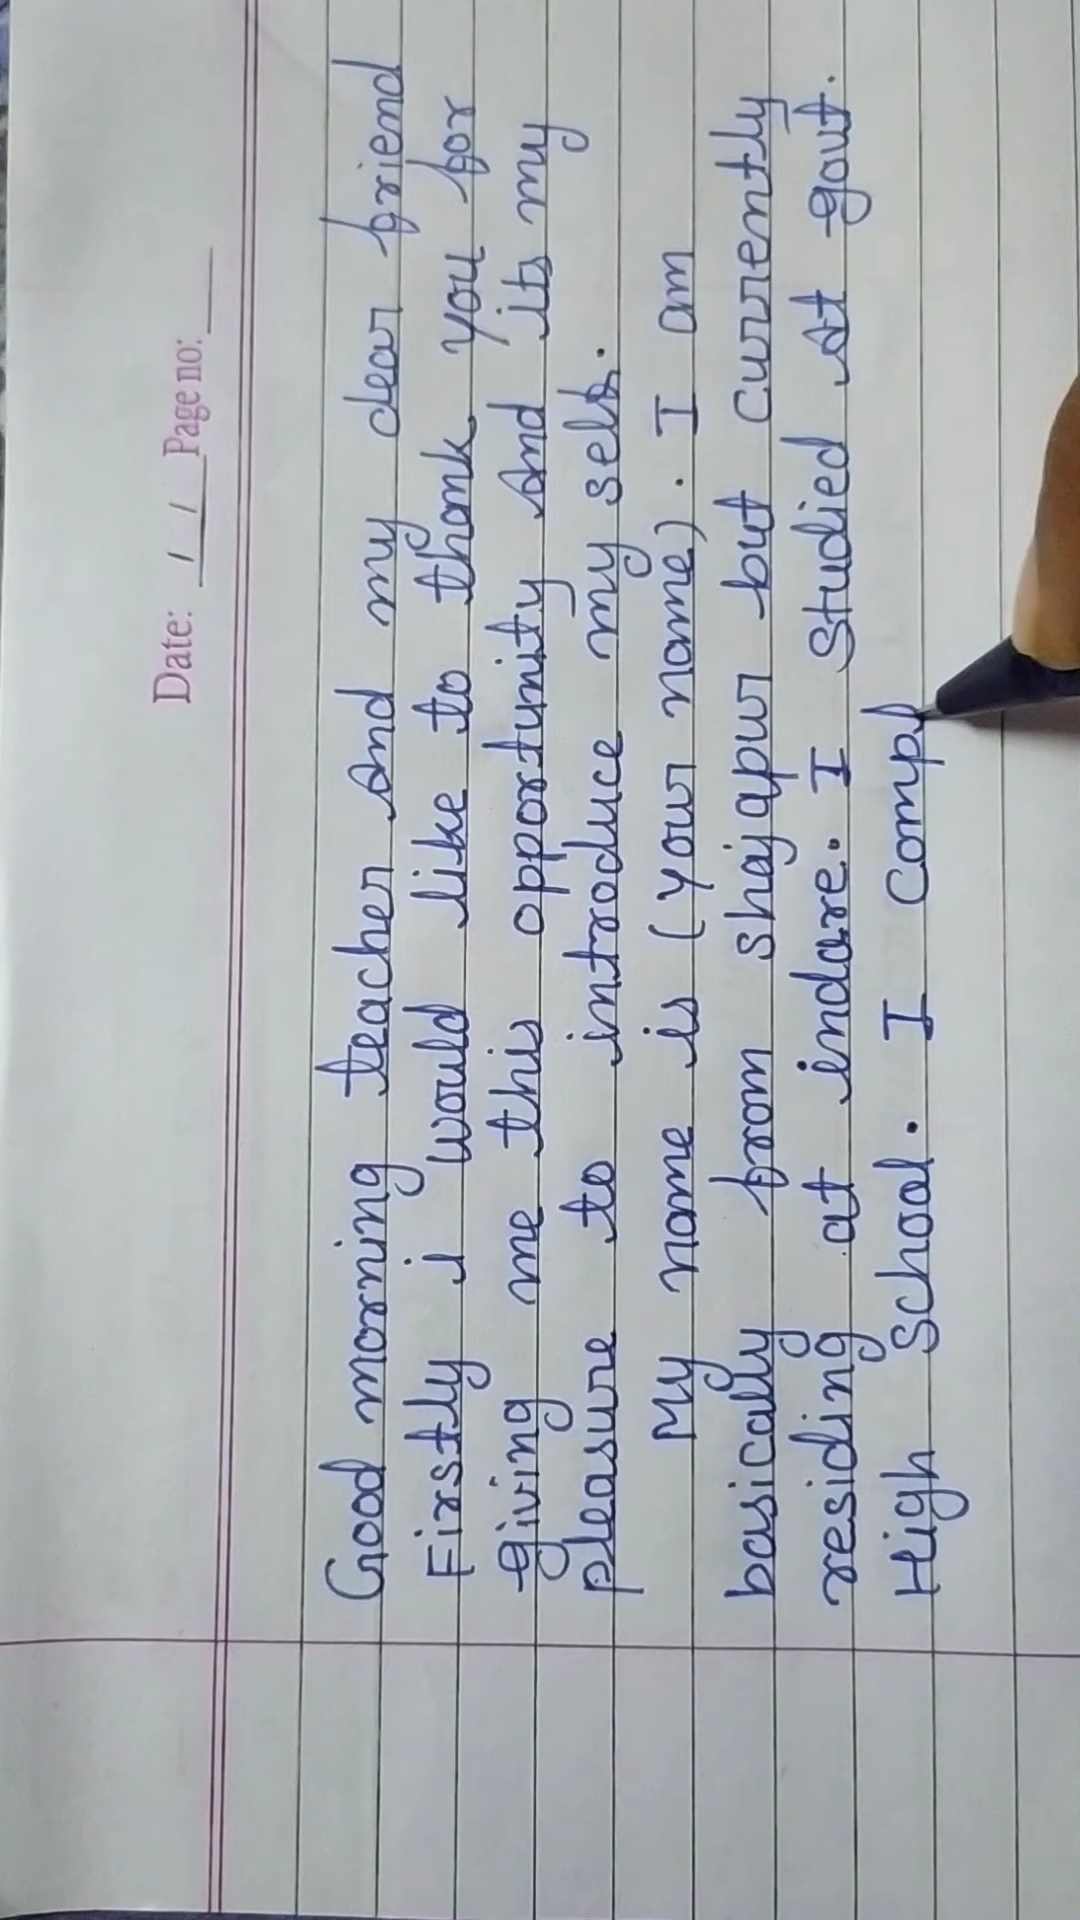 Date: / / Page no:
Good morning teacher and my dear friend
Firstly i would like to thank you for
giving me this opportunity and its my
pleasure to introduce my self.
My name is (your name). I am
basically from shajapur but currently
residing at indore. I studied at govt.
High School. I Compl